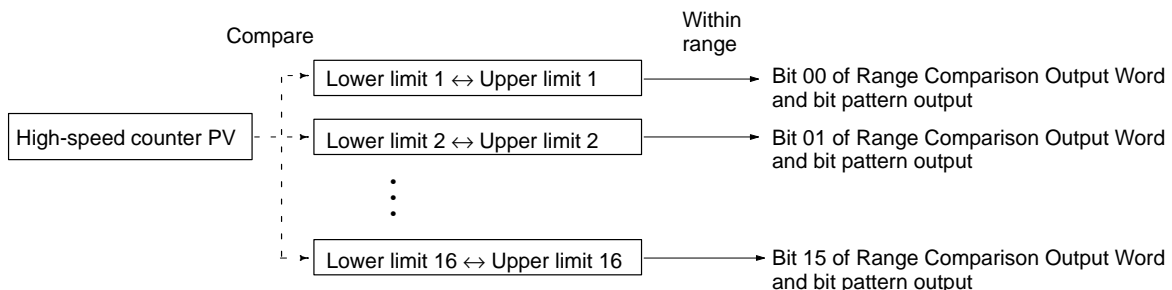 Compare
Within
range
Lower limit 1 ↔ Upper limit 1
Bit 00 of Range Comparison Output Word
and bit pattern output
High-speed counter PV
Lower limit 2 ↔ Upper limit 2
Bit 01 of Range Comparison Output Word
and bit pattern output
Lower limit 16 ↔ Upper limit 16
Bit 15 of Range Comparison Output Word
and bit pattern output